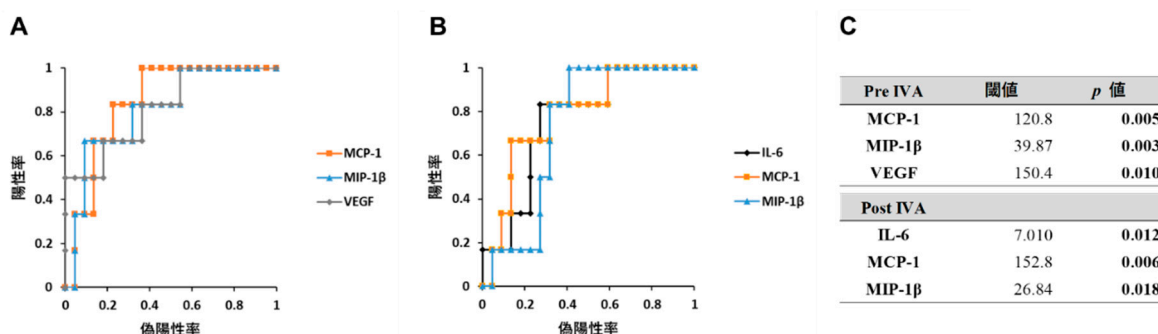 A
陽性率
1
0.8
0.6
0.4
0.2
0
0 0.2 0.4 0.6 0.8 1
偽陽性率
MCP-1
MIP-1β
VEGF
B
陽性率
1
0.8
0.6
0.4
0.2
0
0 0.2 0.4 0.6 0.8 1
偽陽性率
IL-6
MCP-1
MIP-1β
C
Pre IVA 閾値 p 値
MCP-1 120.8 0.005
MIP-1β 39.87 0.003
VEGF 150.4 0.010
Post IVA
IL-6 7.010 0.012
MCP-1 152.8 0.006
MIP-1β 26.84 0.018